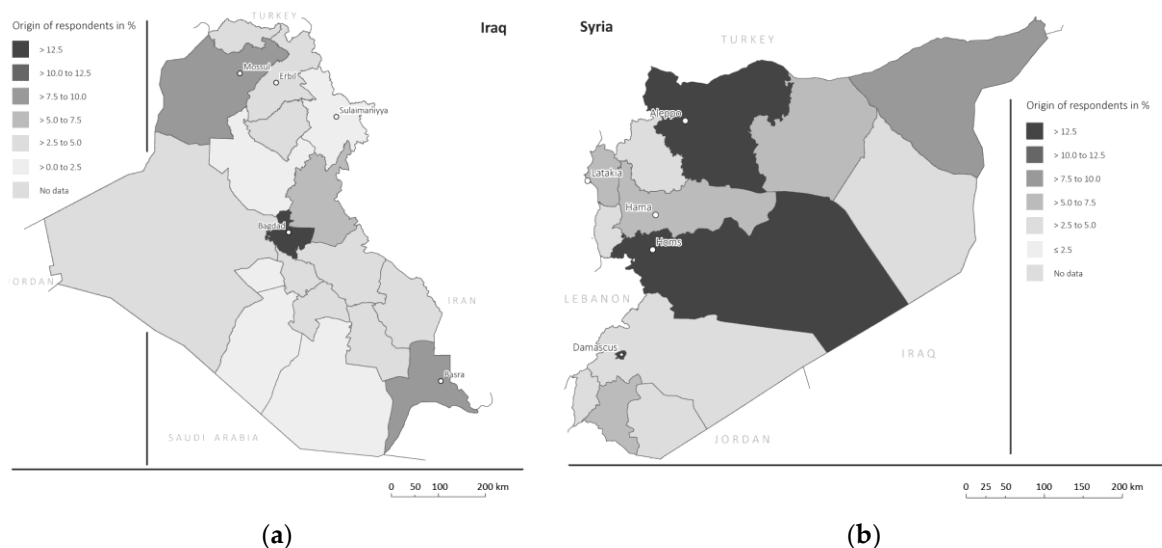 Origin of respondents in %
> 12.5
> 10.0 to 12.5
> 7.5 to 10.0
> 5.0 to 7.5
> 2.5 to 5.0
> 0.0 to 2.5
No data
TURKEY
Iraq
Mossul
Erbil
Sulaimaniyya
Bagdad
JORDAN
IRAN
Basra
SAUDI ARABIA
0 50 100 200 km
(a)
Syria
TURKEY
Origin of respondents in %
> 12.5
> 10.0 to 12.5
> 7.5 to 10.0
> 5.0 to 7.5
> 2.5 to 5.0
≤ 2.5
No data
Aleppo
Latakia
Hama
Homs
LEBANON
Damascus
IRAQ
JORDAN
0 25 50 100 150 200 km
(b)